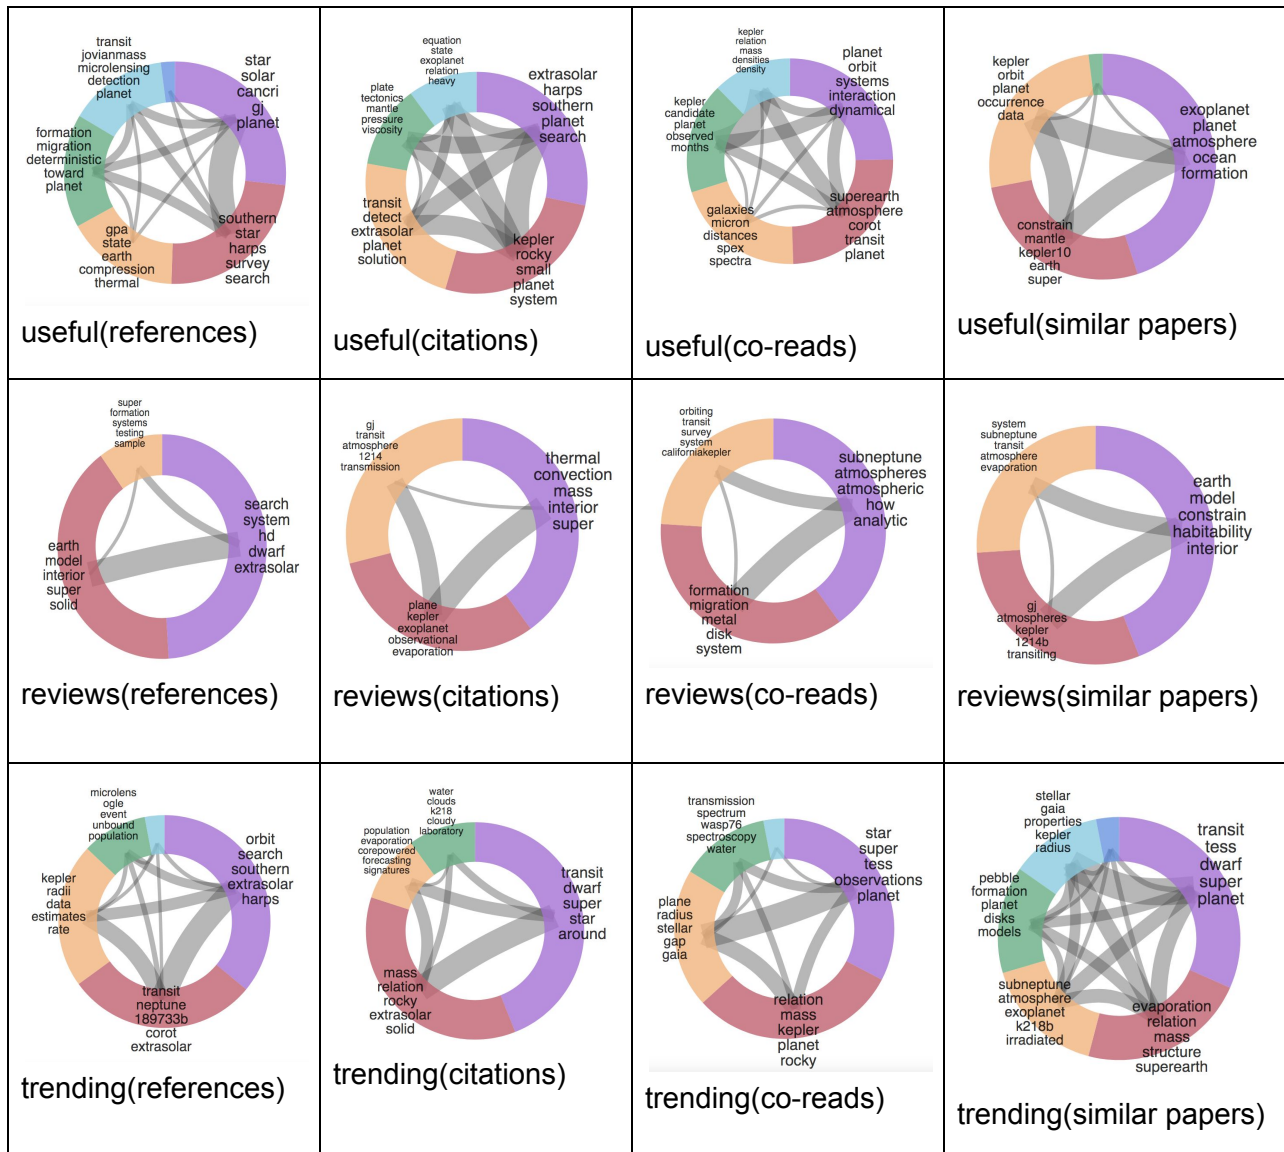 transit
jovianmass
microlensing
detection
planet
star
solar
cancri
gj
planet
formation
migration
deterministic
toward
planet
gpa
state
earth
compression
thermal
southern
star
harps
survey
search
useful(references)
equation
state
exoplanet
relation
heavy
plate
tectonics
mantle
pressure
viscosity
extrasolar
harps
southern
planet
search
transit
detect
extrasolar
planet
solution
kepler
rocky
small
planet
system
useful(citations)
kepler
relation
mass
densities
density
planet
orbit
systems
interaction
dynamical
kepler
candidate
planet
observed
months
galaxies
micron
distances
spex
spectra
superearth
atmosphere
corot
transit
planet
useful(co-reads)
kepler
orbit
planet
occurrence
data
exoplanet
planet
atmosphere
ocean
formation
constrain
mantle
kepler10
earth
super
useful(similar papers)
super
formation
systems
testing
sample
search
system
hd
dwarf
extrasolar
earth
model
interior
super
solid
reviews(references)
gj
transit
atmosphere
1214
transmission
thermal
convection
mass
interior
super
plane
kepler
exoplanet
observational
evaporation
reviews(citations)
orbiting
transit
survey
system
californiakepler
subneptune
atmospheres
atmospheric
how
analytic
formation
migration
metal
disk
system
reviews(co-reads)
system
subneptune
transit
atmosphere
evaporation
earth
model
constrain
habitability
interior
gj
atmospheres
kepler
1214b
transiting
reviews(similar papers)
microlens
ogle
event
unbound
population
orbit
search
southern
extrasolar
harps
kepler
radii
data
estimates
rate
transit
neptune
189733b
corot
extrasolar
trending(references)
water
clouds
k218
cloudy
laboratory
population
evaporation
corepowered
forecasting
signatures
transit
dwarf
super
star
around
mass
relation
rocky
extrasolar
solid
trending(citations)
transmission
spectrum
wasp76
spectroscopy
water
star
super
tess
observations
planet
plane
radius
stellar
gap
gaia
relation
mass
kepler
planet
rocky
trending(co-reads)
stellar
gaia
properties
kepler
radius
transit
tess
dwarf
super
planet
pebble
formation
planet
disks
models
subneptune
atmosphere
exoplanet
k218b
irradiated
evaporation
relation
mass
structure
superearth
trending(similar papers)